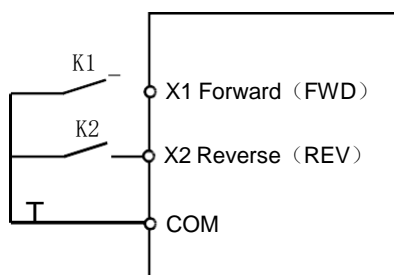 K1
X1 Forward（FWD）
K2
X2 Reverse（REV）
COM